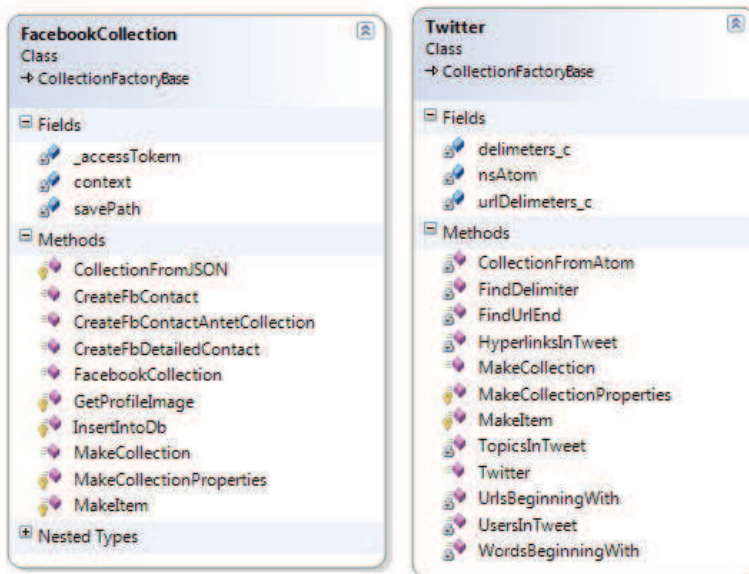 FacebookCollection
Class
CollectionFactoryBase
Fields
_accessTokern
context
savePath
Methods
CollectionFromJSON
CreateFbContact
CreateFbContactAntetCollection
CreateFbDetailedContact
FacebookCollection
GetProfileImage
InsertIntoDb
MakeCollection
MakeCollectionProperties
MakeItem
Nested Types
Twitter
Class
CollectionFactoryBase
Fields
delimeters_c
nsAtom
urlDelimeters_c
Methods
CollectionFromAtom
FindDelimiter
FindUrlEnd
HyperlinksInTweet
MakeCollection
MakeCollectionProperties
MakeItem
TopicsInTweet
Twitter
UrlsBeginningWith
UsersInTweet
WordsBeginningWith